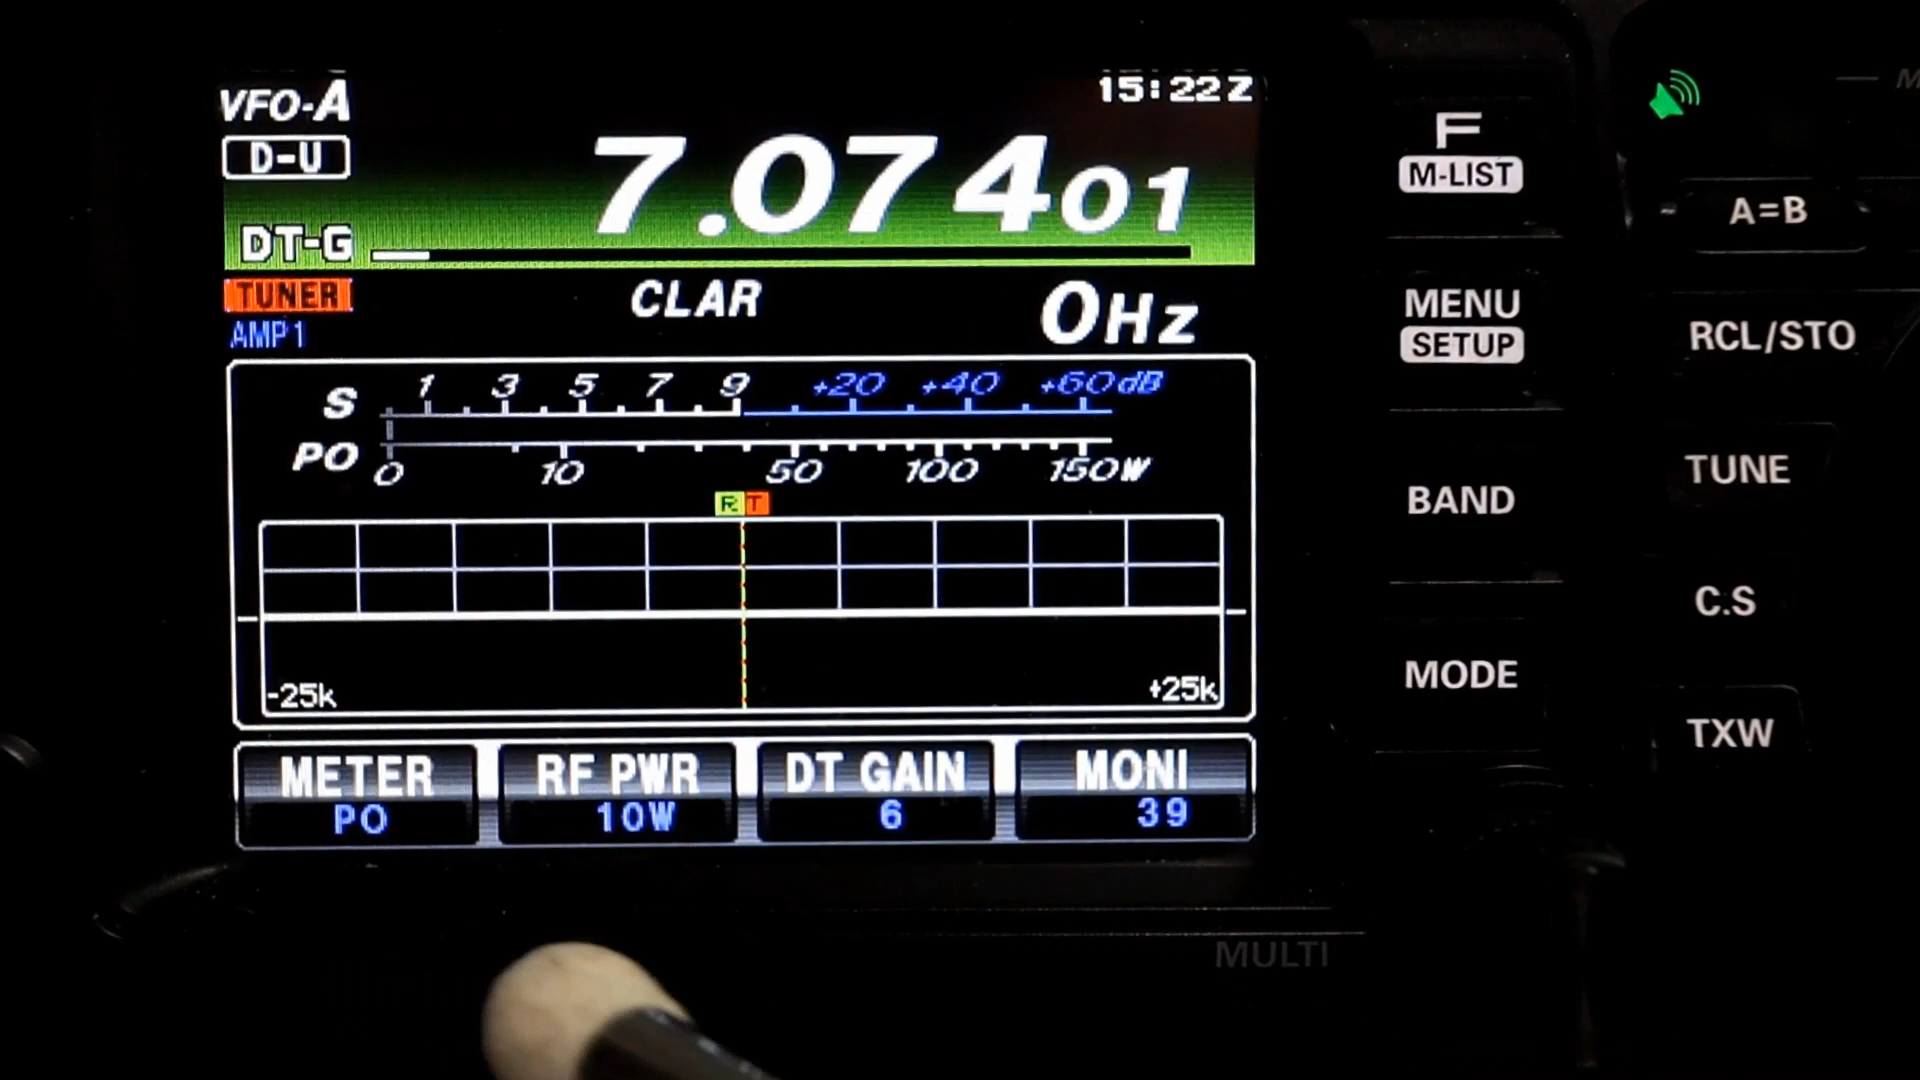 VFO-A
15:22Z
D-U
7.07401
DT-G
TUNER
CLAR
0Hz
AMP1
S 1 3 5 7 9 +20 +40 +60dB
PO 0 10 50 100 150W
R T
-25k +25k
METER
PO
RF PWR
10W
DT GAIN
6
MONI
39
MULTI
F
M-LIST
MENU
SETUP
BAND
MODE
A=B
RCL/STO
TUNE
C.S
TXW